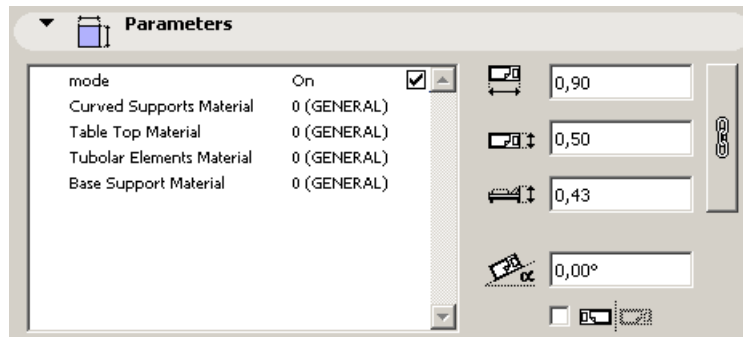 Parameters
mode On
Curved Supports Material 0 (GENERAL)
Table Top Material 0 (GENERAL)
Tubolar Elements Material 0 (GENERAL)
Base Support Material 0 (GENERAL)
0,90
0,50
0,43
α 0,00°